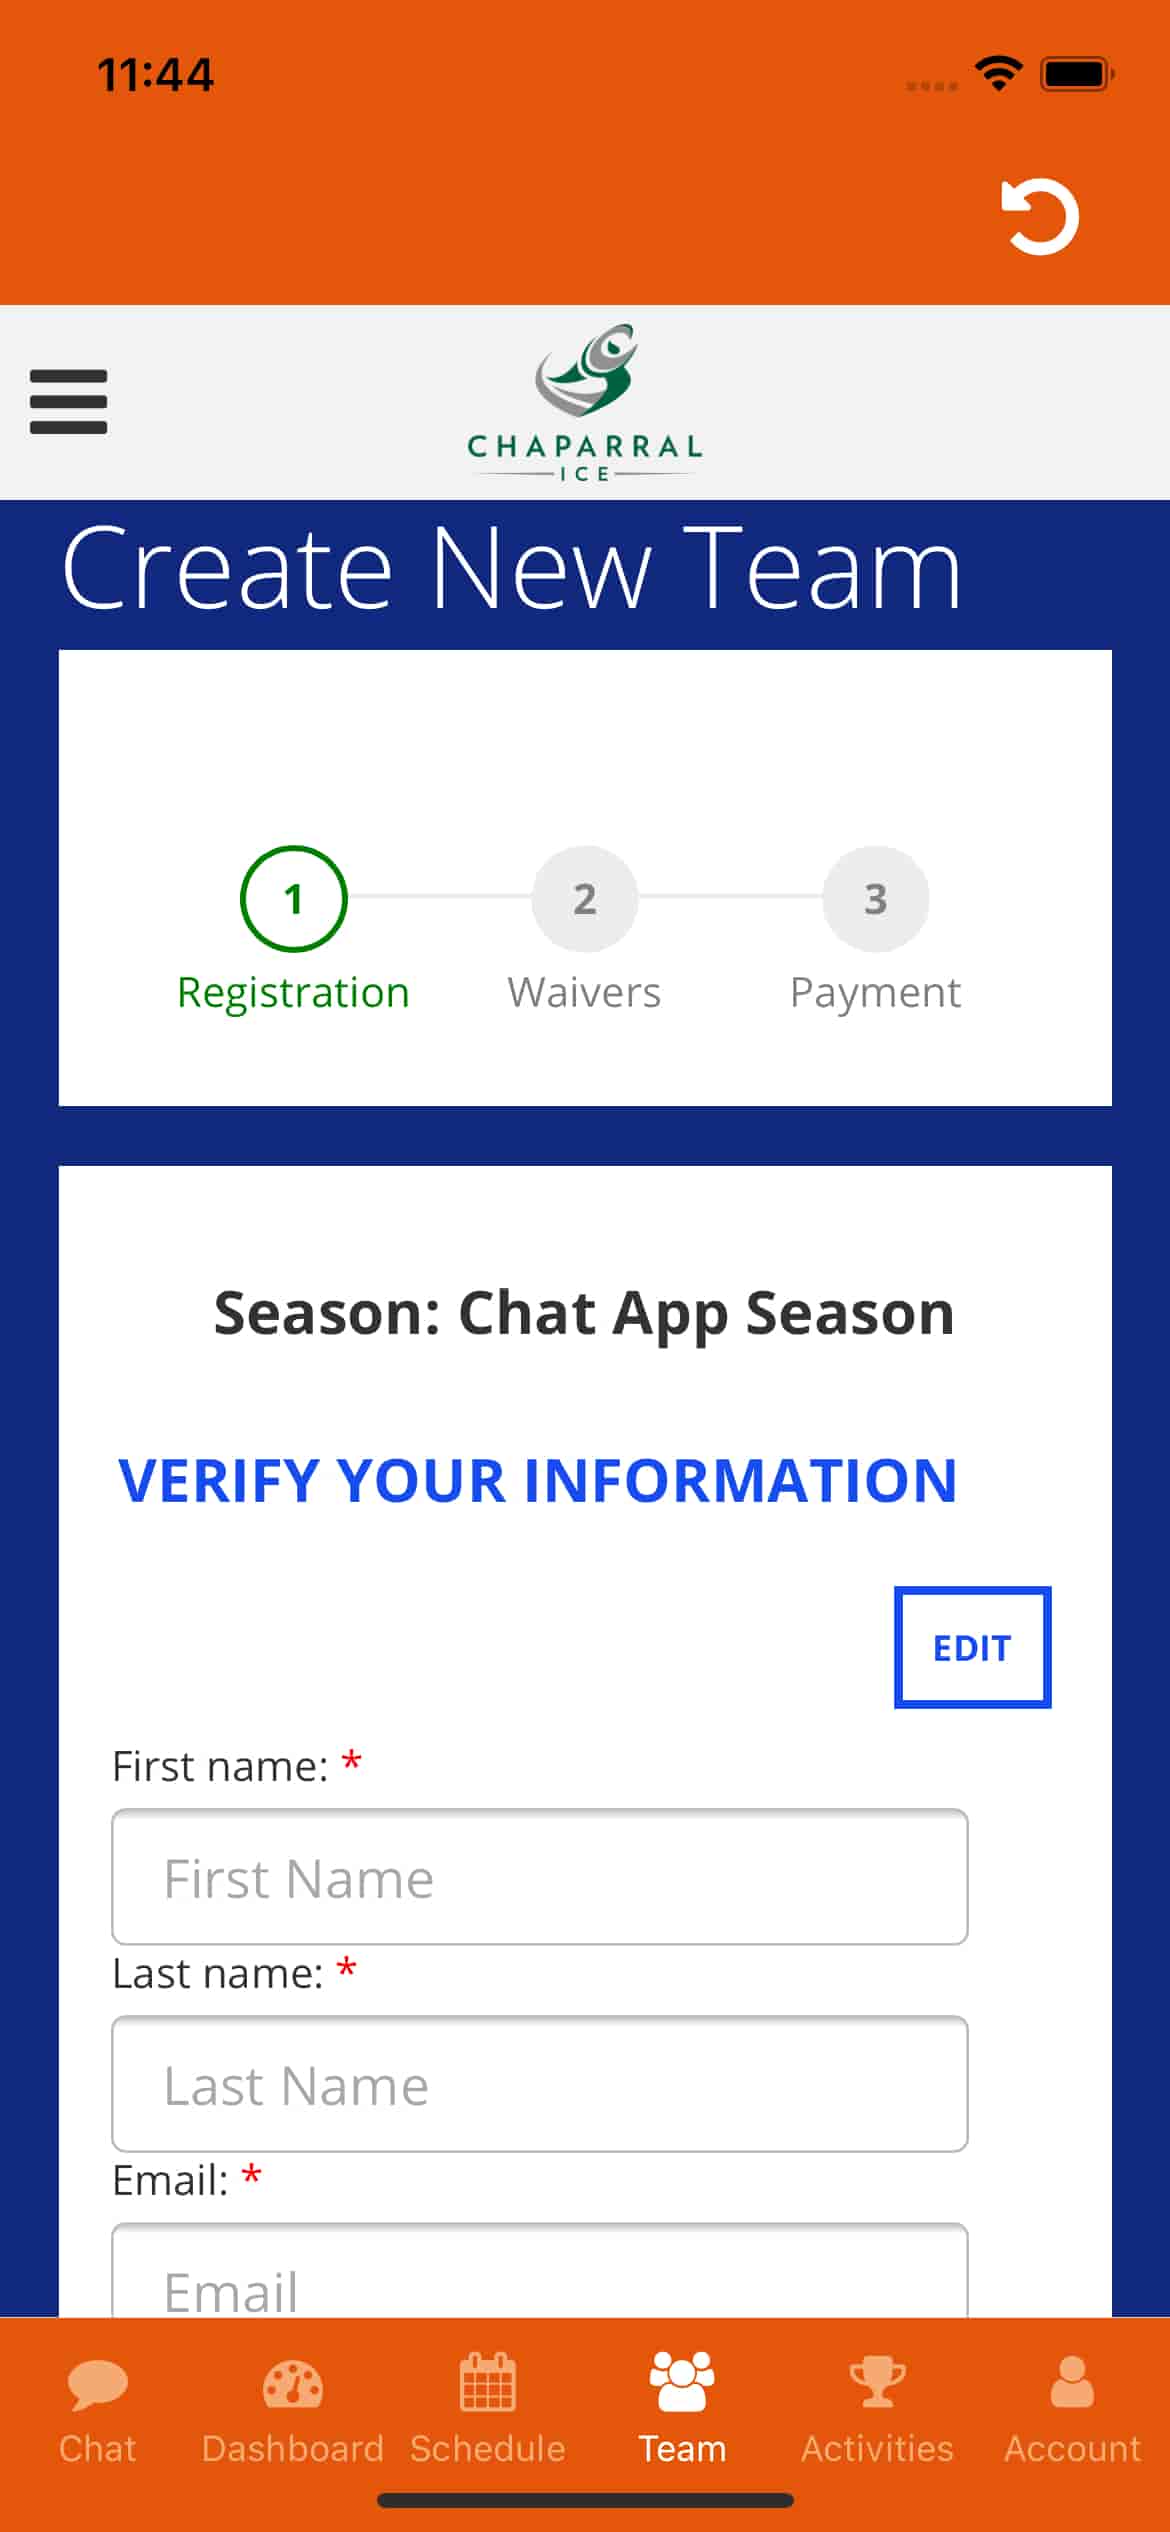 11:44
CHAPARRAL
ICE
Create New Team
1
2
3
Registration
Waivers
Payment
Season: Chat App Season
VERIFY YOUR INFORMATION
EDIT
First name: *
First Name
Last name: *
Last Name
Email: *
Email
Chat
Dashboard
Schedule
Team
Activities
Account